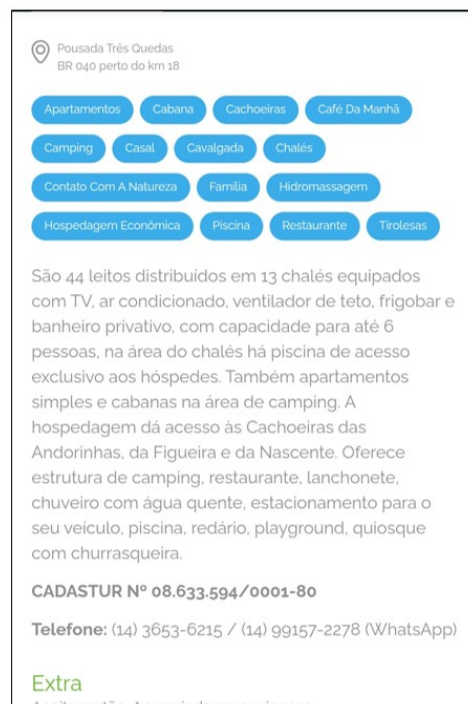 Pousada Três Quedas
BR 040 perto do km 18
Apartamentos Cabana Cachoeiras Café Da Manhã
Camping Casal Cavalgada Chalés
Contato Com A Natureza Família Hidromassagem
Hospedagem Econômica Piscina Restaurante Tirolesas
São 44 leitos distribuídos em 13 chalés equipados
com TV, ar condicionado, ventilador de teto, frigobar e
banheiro privativo, com capacidade para até 6
pessoas, na área do chalés há piscina de acesso
exclusivo aos hóspedes. Também apartamentos
simples e cabanas na área de camping. A
hospedagem dá acesso às Cachoeiras das
Andorinhas, da Figueira e da Nascente. Oferece
estrutura de camping, restaurante, lanchonete,
chuveiro com água quente, estacionamento para o
seu veículo, piscina, redário, playground, quiosque
com churrasqueira.
CADASTUR Nº 08.633.594/0001-80
Telefone: (14) 3653-6215 / (14) 99157-2278 (WhatsApp)
Extra